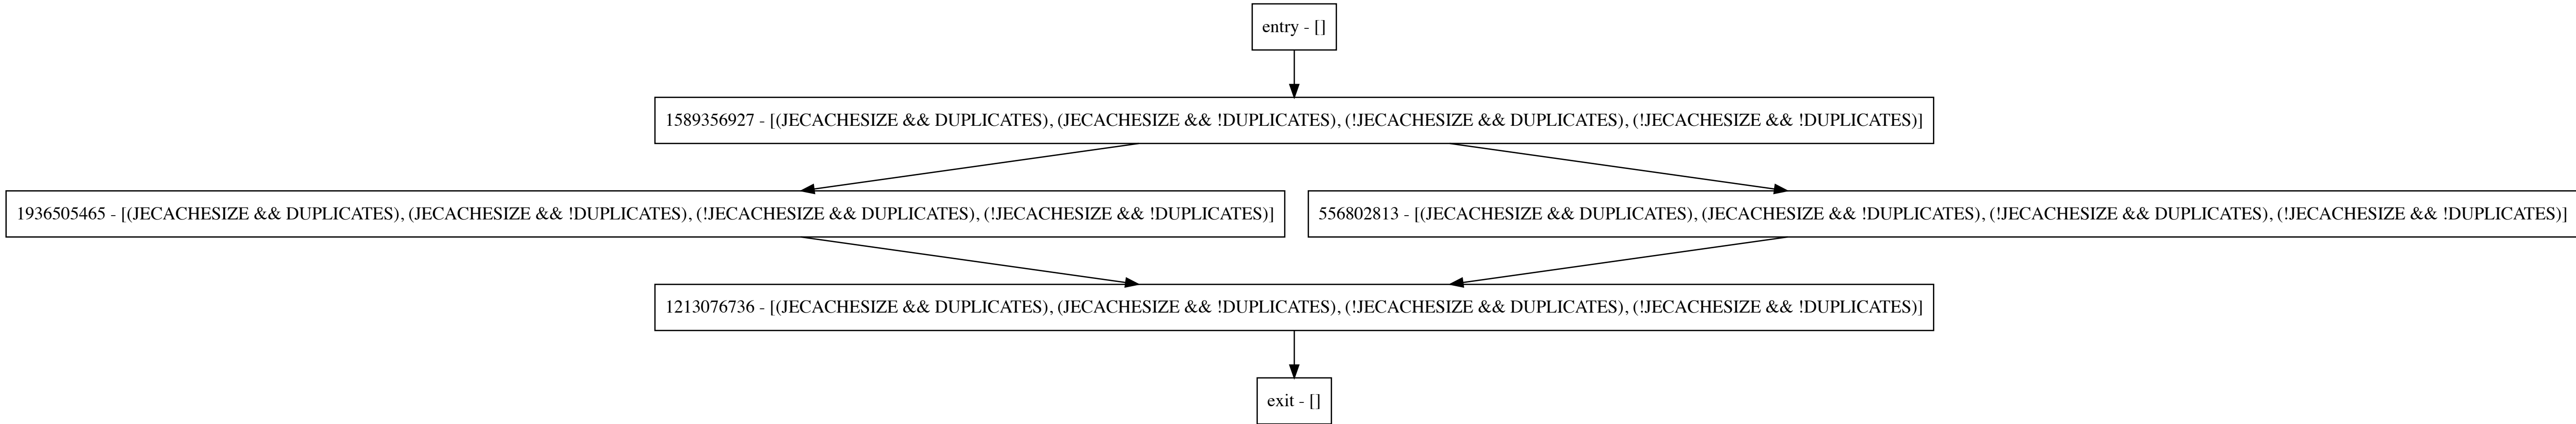 entry - []
1589356927 - [(JECACHESIZE && DUPLICATES), (JECACHESIZE && !DUPLICATES), (!JECACHESIZE && DUPLICATES), (!JECACHESIZE && !DUPLICATES)]
1936505465 - [(JECACHESIZE && DUPLICATES), (JECACHESIZE && !DUPLICATES), (!JECACHESIZE && DUPLICATES), (!JECACHESIZE && !DUPLICATES)]
556802813 - [(JECACHESIZE && DUPLICATES), (JECACHESIZE && !DUPLICATES), (!JECACHESIZE && DUPLICATES), (!JECACHESIZE && !DUPLICATES)]
1213076736 - [(JECACHESIZE && DUPLICATES), (JECACHESIZE && !DUPLICATES), (!JECACHESIZE && DUPLICATES), (!JECACHESIZE && !DUPLICATES)]
exit - []